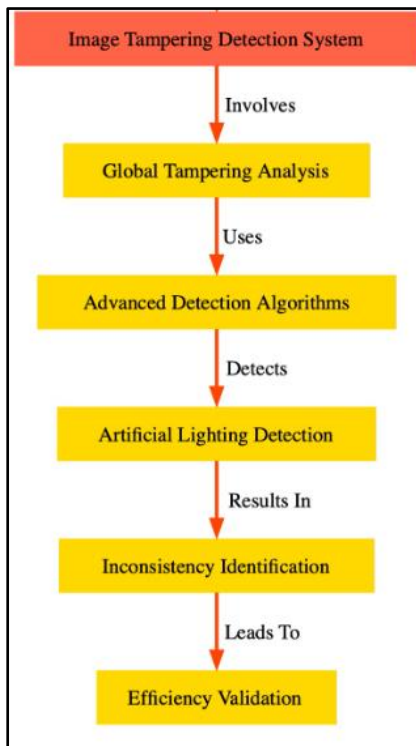 Image Tampering Detection System
Involves
Global Tampering Analysis
Uses
Advanced Detection Algorithms
Detects
Artificial Lighting Detection
Results In
Inconsistency Identification
Leads To
Efficiency Validation